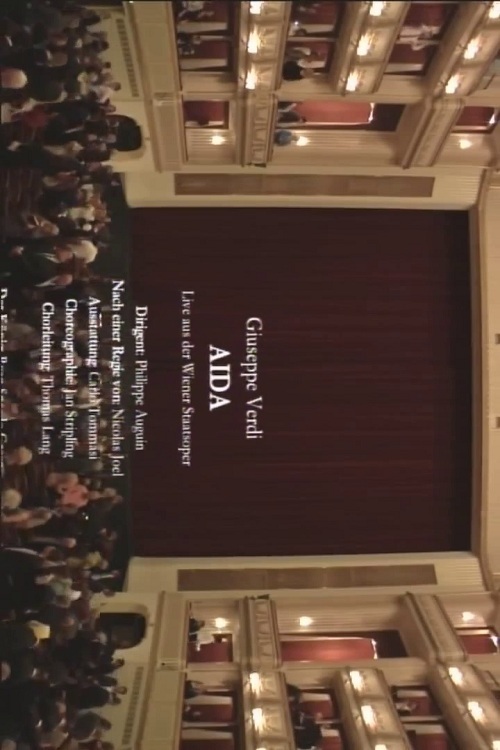 Giuseppe Verdi
AIDA
Live aus der Wiener Staatsoper
Dirigent: Philippe Auguin
Nach einer Regie von: Nicolas Joel
Ausstattung: Carlo Tommasi
Choreographie: Jan Stripling
Chorleitung: Thomas Lang